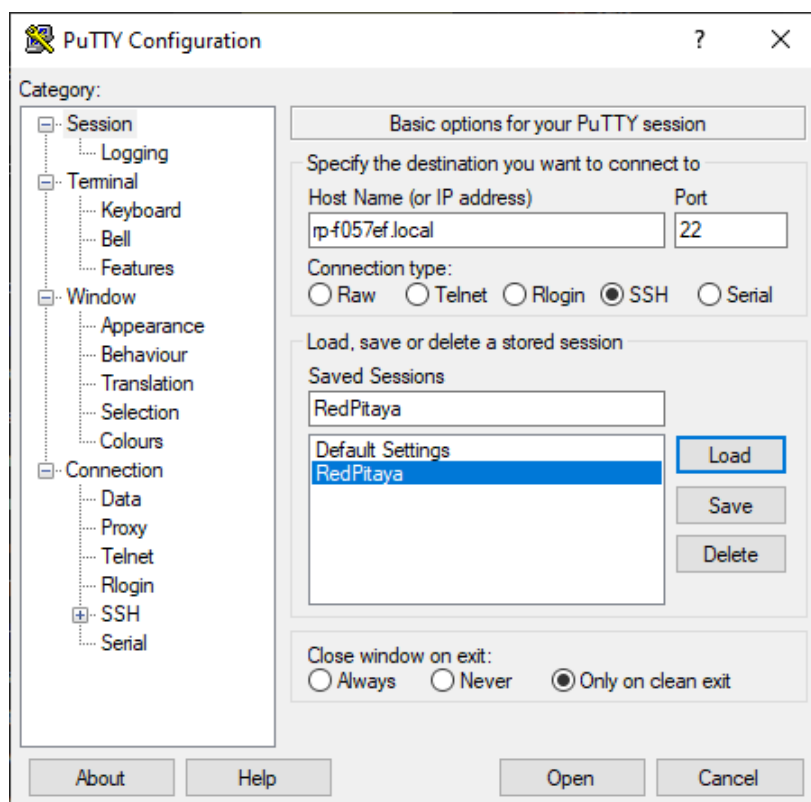 PuTTY Configuration
Category:
Session
Logging
Terminal
Keyboard
Bell
Features
Window
Appearance
Behaviour
Translation
Selection
Colours
Connection
Data
Proxy
Telnet
Rlogin
SSH
Serial
Basic options for your PuTTY session
Specify the destination you want to connect to
Host Name (or IP address) Port
rp-f057ef.local 22
Connection type:
Raw Telnet Rlogin SSH Serial
Load, save or delete a stored session
Saved Sessions
RedPitaya
Default Settings
RedPitaya
Load
Save
Delete
Close window on exit:
Always Never Only on clean exit
About Help Open Cancel